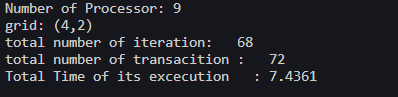 Number of Processor: 9
grid: (4,2)
total number of iteration:   68
total number of transacition :   72
Total Time of its excecution   : 7.4361